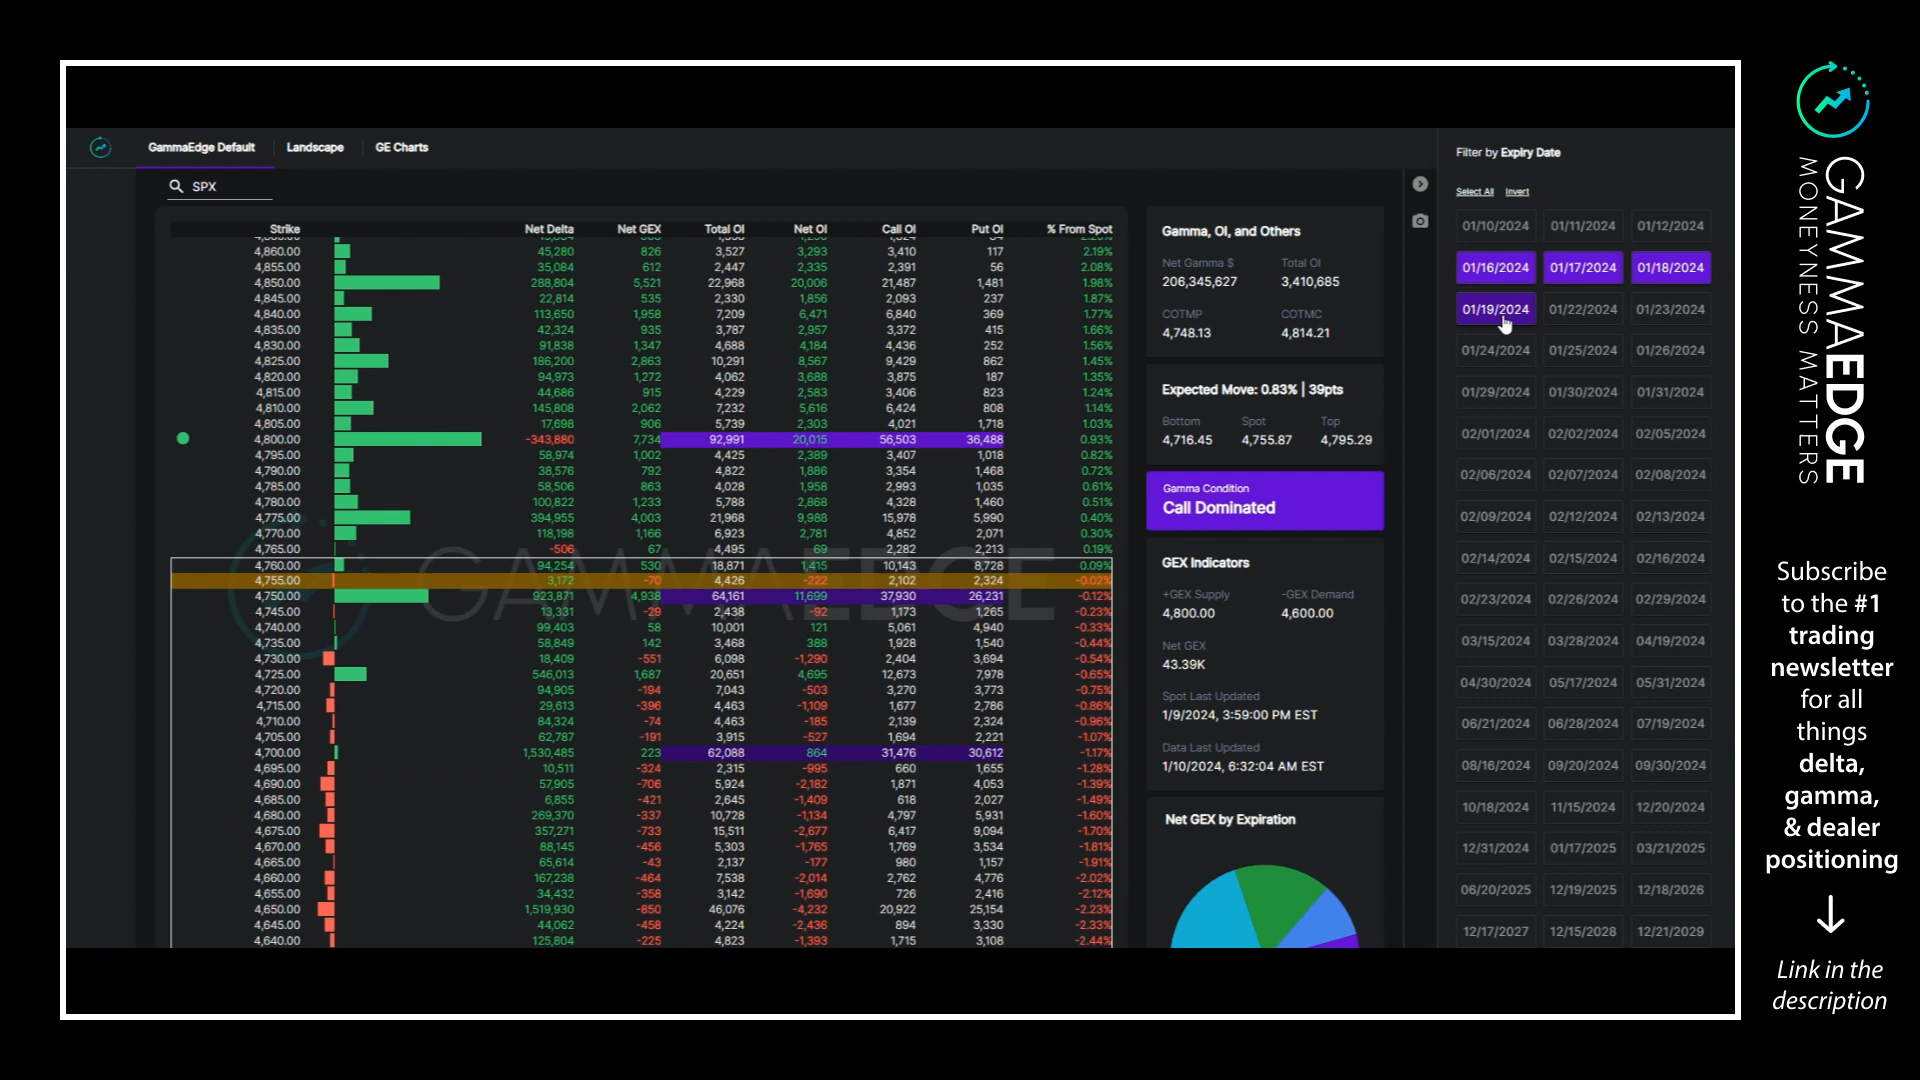 GammaEdge Default Landscape GE Charts
SPX
Strike Net Delta Net GEX Total OI Net OI Call OI Put OI % From Spot
4,860.00 45,280 826 3,527 3,293 3,410 117 2.19%
4,855.00 35,084 612 2,447 2,335 2,391 56 2.08%
4,850.00 288,804 5,521 22,968 20,006 21,487 1,481 1.98%
4,845.00 22,814 535 2,330 1,856 2,093 237 1.87%
4,840.00 113,650 1,958 7,209 6,471 6,840 369 1.77%
4,835.00 42,324 935 3,787 2,957 3,372 415 1.66%
4,830.00 91,838 1,347 4,688 4,184 4,436 252 1.56%
4,825.00 186,200 2,863 10,291 8,567 9,429 862 1.45%
4,820.00 94,973 1,272 4,062 3,688 3,875 187 1.35%
4,815.00 44,686 915 4,229 2,583 3,406 823 1.24%
4,810.00 145,808 2,062 7,232 5,616 6,424 808 1.14%
4,805.00 17,698 906 5,739 2,303 4,021 1,718 1.03%
4,800.00 -343,880 7,734 92,991 20,015 56,503 36,488 0.93%
4,795.00 58,974 1,002 4,425 2,389 3,407 1,018 0.82%
4,790.00 38,576 792 4,822 1,886 3,354 1,468 0.72%
4,785.00 58,506 863 4,028 1,958 2,993 1,035 0.61%
4,780.00 100,822 1,233 5,788 2,868 4,328 1,460 0.51%
4,775.00 394,955 4,003 21,968 9,988 15,978 5,990 0.40%
4,770.00 118,198 1,166 6,923 2,781 4,852 2,071 0.30%
4,765.00 -506 67 4,495 69 2,282 2,213 0.19%
4,760.00 94,254 530 18,871 1,415 10,143 8,728 0.09%
4,755.00 3,172 -70 4,426 -222 2,102 2,324 -0.02%
4,750.00 923,871 4,938 64,161 11,699 37,930 26,231 -0.12%
4,745.00 13,331 -29 2,438 -92 1,173 1,265 -0.23%
4,740.00 99,403 58 10,001 121 5,061 4,940 -0.33%
4,735.00 58,849 142 3,468 388 1,928 1,540 -0.44%
4,730.00 18,409 -551 6,098 -1,290 2,404 3,694 -0.54%
4,725.00 546,013 1,687 20,651 4,695 12,673 7,978 -0.65%
4,720.00 94,905 -194 7,043 -503 3,270 3,773 -0.75%
4,715.00 29,613 -396 4,463 -1,109 1,677 2,786 -0.86%
4,710.00 84,324 -74 4,463 -185 2,139 2,324 -0.96%
4,705.00 62,787 -191 3,915 -527 1,694 2,221 -1.07%
4,700.00 1,530,485 223 62,088 864 31,476 30,612 -1.17%
4,695.00 10,511 -324 2,315 -995 660 1,655 -1.28%
4,690.00 57,905 -706 5,924 -2,182 1,871 4,053 -1.39%
4,685.00 6,855 -421 2,645 -1,409 618 2,027 -1.49%
4,680.00 269,370 -337 10,728 -1,134 4,797 5,931 -1.60%
4,675.00 357,271 -733 15,511 -2,677 6,417 9,094 -1.70%
4,670.00 88,145 -456 5,303 -1,765 1,769 3,534 -1.81%
4,665.00 65,614 -43 2,137 -177 980 1,157 -1.91%
4,660.00 167,238 -464 7,538 -2,014 2,762 4,776 -2.02%
4,655.00 34,432 -358 3,142 -1,690 726 2,416 -2.12%
4,650.00 1,519,930 -850 46,076 -4,232 20,922 25,154 -2.23%
4,645.00 44,062 -458 4,224 -2,436 894 3,330 -2.33%
4,640.00 125,804 -225 4,823 -1,393 1,715 3,108 -2.44%
GAMMAEDGE
Gamma, OI, and Others
Net Gamma $ Total OI
206,345,627 3,410,685
COTMP COTMC
4,748.13 4,814.21
Expected Move: 0.83% | 39pts
Bottom Spot Top
4,716.45 4,755.87 4,795.29
Gamma Condition
Call Dominated
GEX Indicators
+GEX Supply -GEX Demand
4,800.00 4,600.00
Net GEX
43.39K
Spot Last Updated
1/9/2024, 3:59:00 PM EST
Data Last Updated
1/10/2024, 6:32:04 AM EST
Net GEX by Expiration
Filter by Expiry Date
Select All Invert
01/10/2024 01/11/2024 01/12/2024
01/16/2024 01/17/2024 01/18/2024
01/19/2024 01/22/2024 01/23/2024
01/24/2024 01/25/2024 01/26/2024
01/29/2024 01/30/2024 01/31/2024
02/01/2024 02/02/2024 02/05/2024
02/06/2024 02/07/2024 02/08/2024
02/09/2024 02/12/2024 02/13/2024
02/14/2024 02/15/2024 02/16/2024
02/23/2024 02/26/2024 02/29/2024
03/15/2024 03/28/2024 04/19/2024
04/30/2024 05/17/2024 05/31/2024
06/21/2024 06/28/2024 07/19/2024
08/16/2024 09/20/2024 09/30/2024
10/18/2024 11/15/2024 12/20/2024
12/31/2024 01/17/2025 03/21/2025
06/20/2025 12/19/2025 12/18/2026
12/17/2027 12/15/2028 12/21/2029
GAMMAEDGE
MONEYNESS MATTERS
Subscribe
to the #1
trading
newsletter
for all
things
delta,
gamma,
& dealer
positioning
Link in the
description